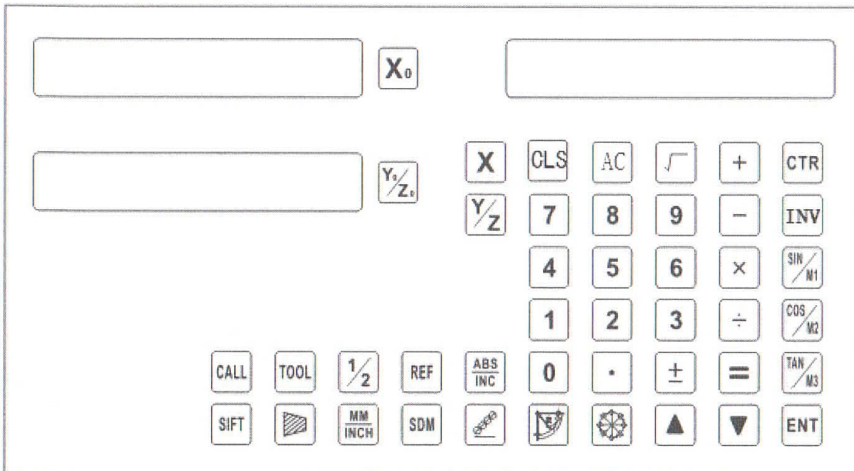 X₀
Y₀/Z₀
X CLS AC √ + CTR
Y/Z 7 8 9 − INV
4 5 6 × SIN/M1
1 2 3 ÷ COS/M2
CALL TOOL 1/2 REF ABS/INC 0 · ± = TAN/M3
SIFT MM/INCH SDM ▲ ▼ ENT